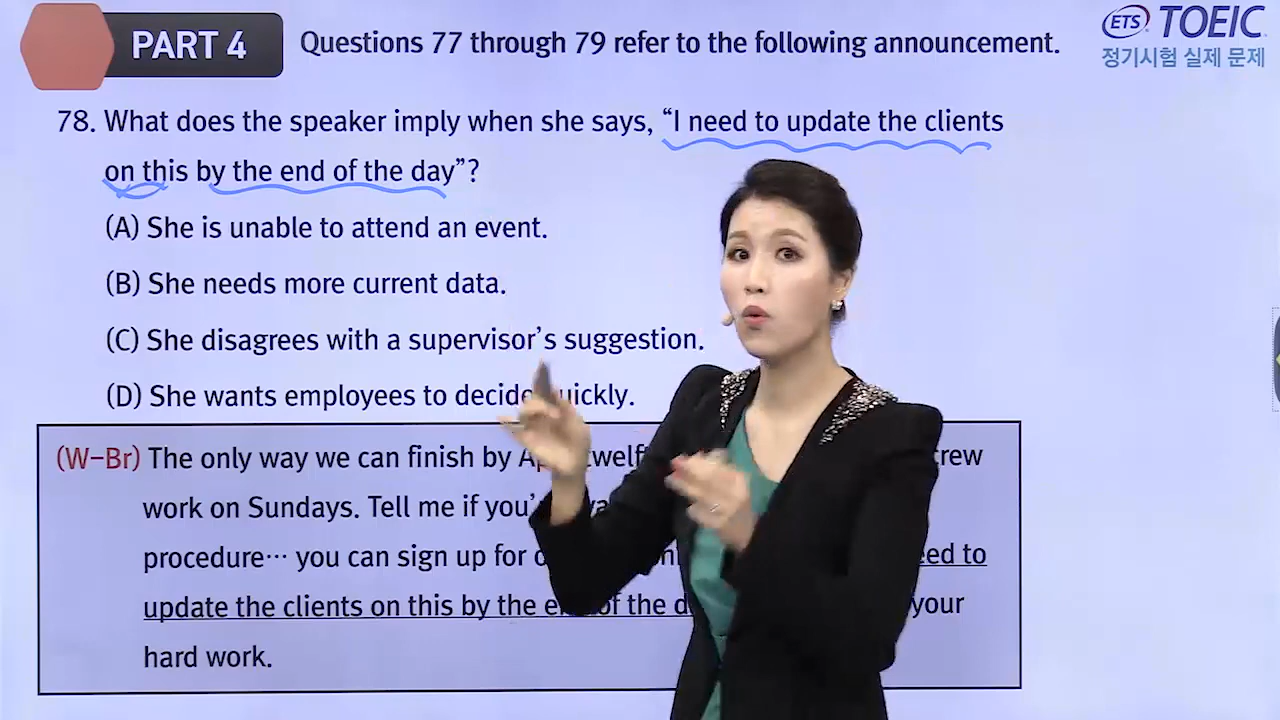 PART 4
Questions 77 through 79 refer to the following announcement.
ETS TOEIC
정기시험 실제 문제
78. What does the speaker imply when she says, “I need to update the clients
on this by the end of the day”?
(A) She is unable to attend an event.
(B) She needs more current data.
(C) She disagrees with a supervisor’s suggestion.
(D) She wants employees to decide quickly.
(W–Br) The only way we can finish by crew
work on Sundays. Tell me if
procedure… you can sign up for need to
update the clients on this by the end of the your
hard work.